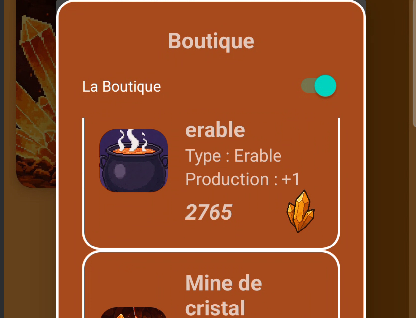 Boutique
La Boutique
erable
Type : Erable
Production : +1
2765
Mine de
cristal